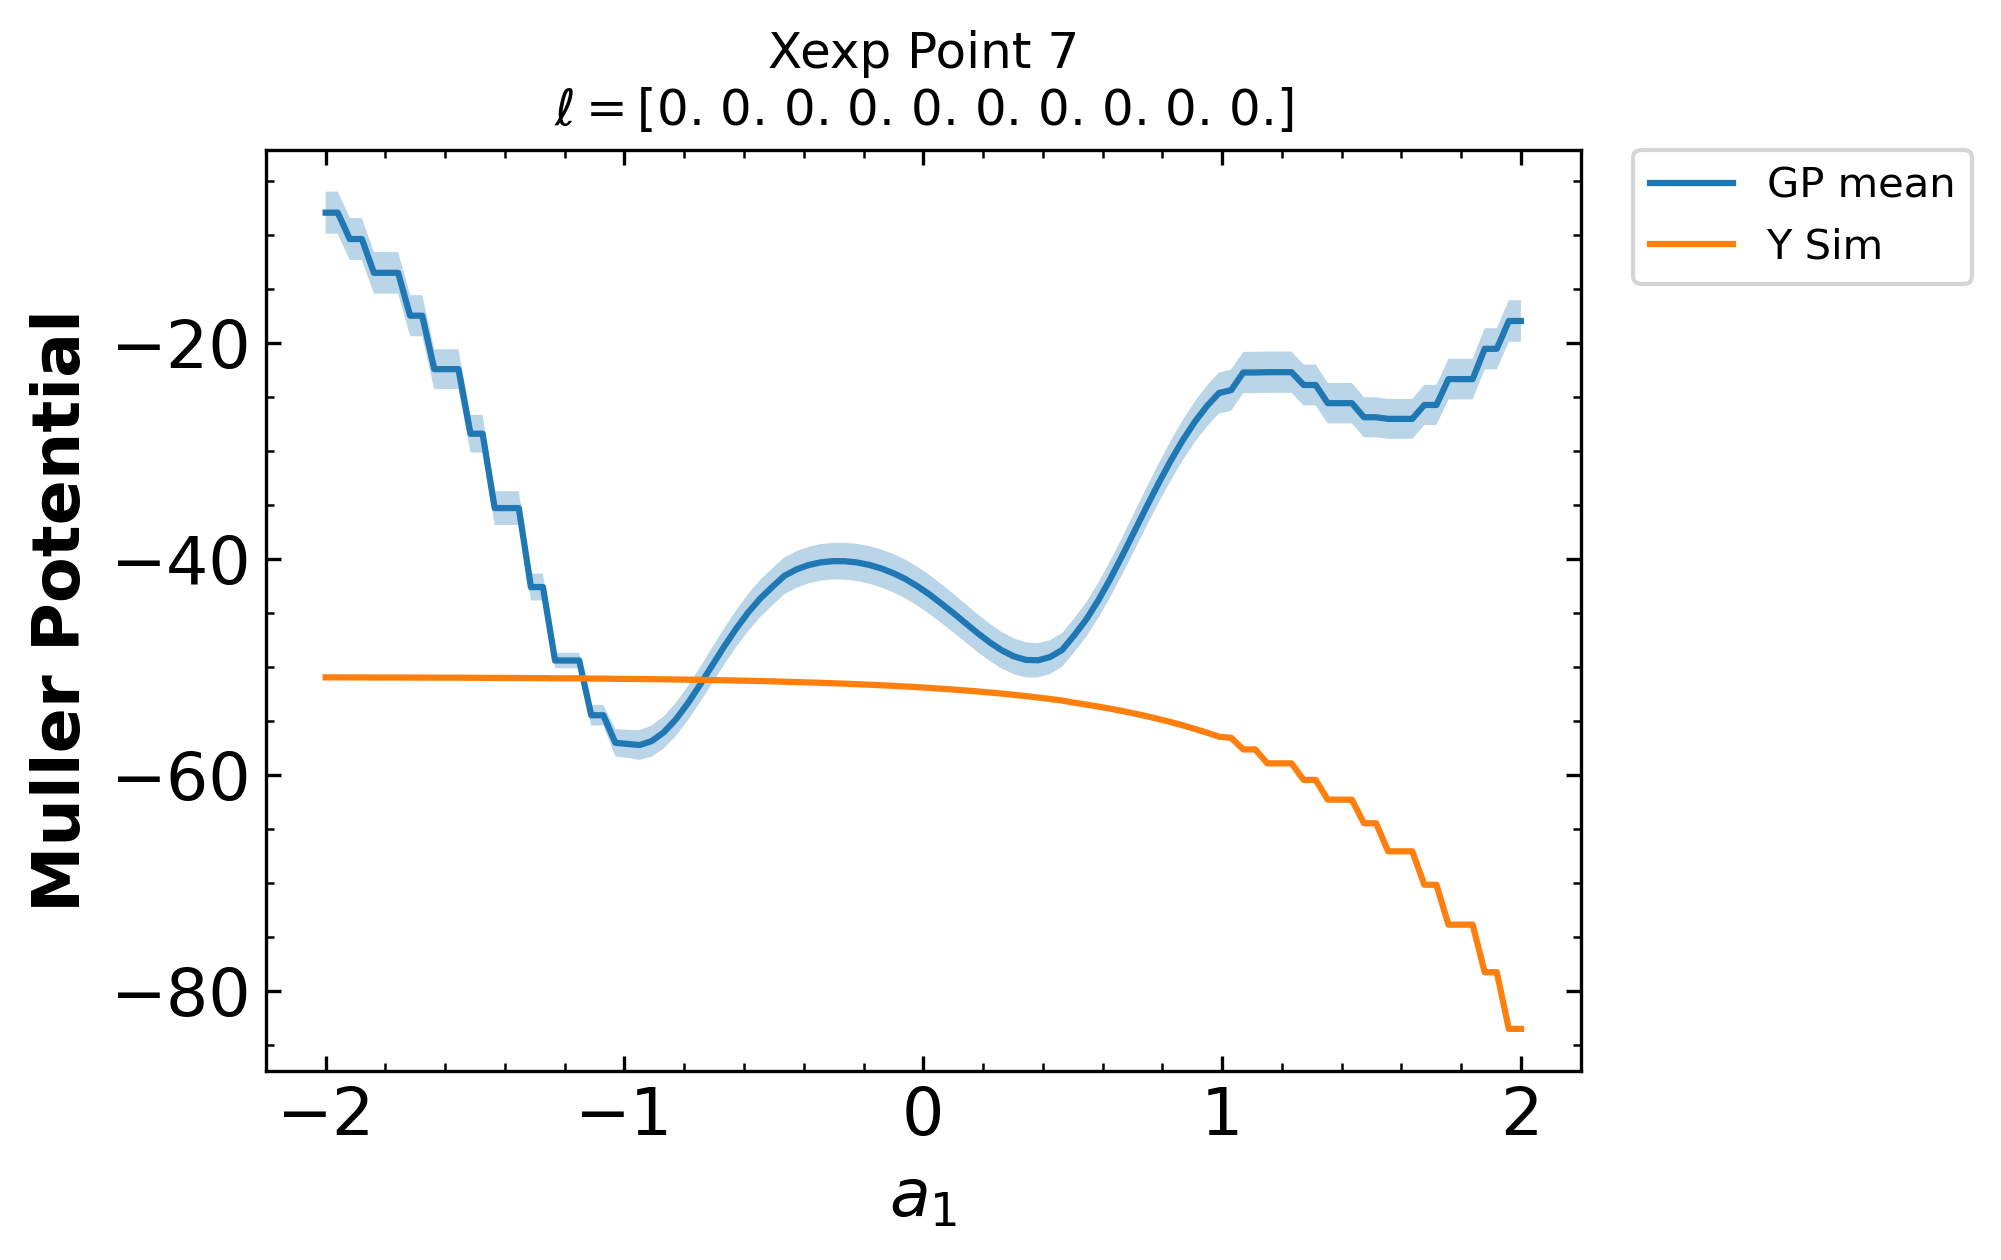 Xexp Point 7
ℓ = [0. 0. 0. 0. 0. 0. 0. 0. 0. 0.]
GP mean
Y Sim
Muller Potential
−20
−40
−60
−80
−2
−1
0
1
2
a₁